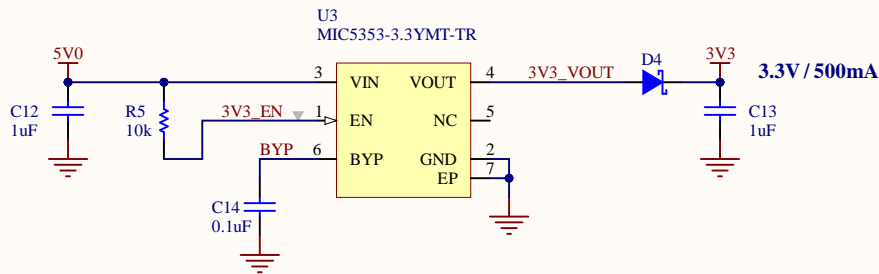 U3
MIC5353-3.3YMT-TR
5V0
3
VIN
VOUT
4
3V3_VOUT
D4
3V3
3.3V / 500mA
C12
1uF
R5
10k
3V3_EN
1
EN
NC
5
C13
1uF
BYP
6
BYP
GND
2
EP
7
C14
0.1uF